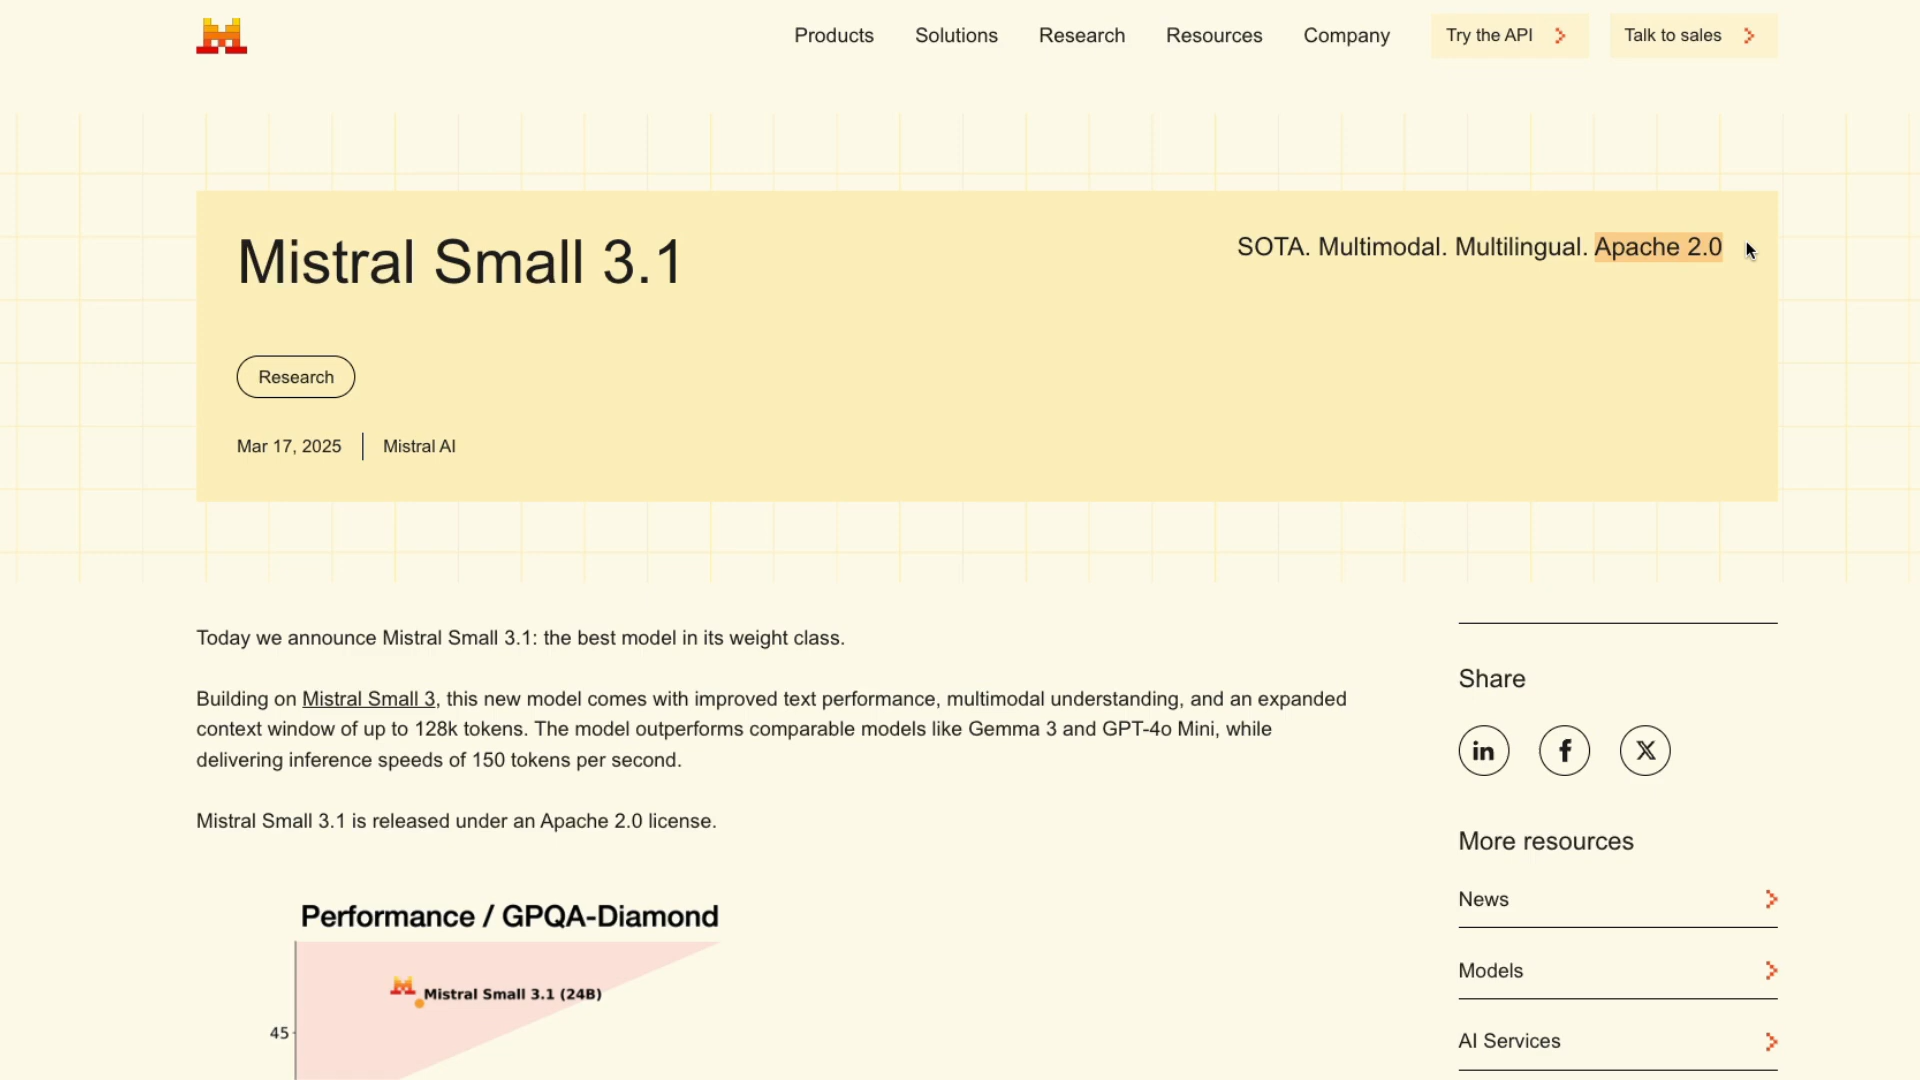 Products Solutions Research Resources Company Try the API Talk to sales
Mistral Small 3.1
SOTA. Multimodal. Multilingual. Apache 2.0
Research
Mar 17, 2025 Mistral AI
Today we announce Mistral Small 3.1: the best model in its weight class.
Building on Mistral Small 3, this new model comes with improved text performance, multimodal understanding, and an expanded
context window of up to 128k tokens. The model outperforms comparable models like Gemma 3 and GPT-4o Mini, while
delivering inference speeds of 150 tokens per second.
Mistral Small 3.1 is released under an Apache 2.0 license.
Performance / GPQA-Diamond
Mistral Small 3.1 (24B)
45
Share
More resources
News
Models
AI Services